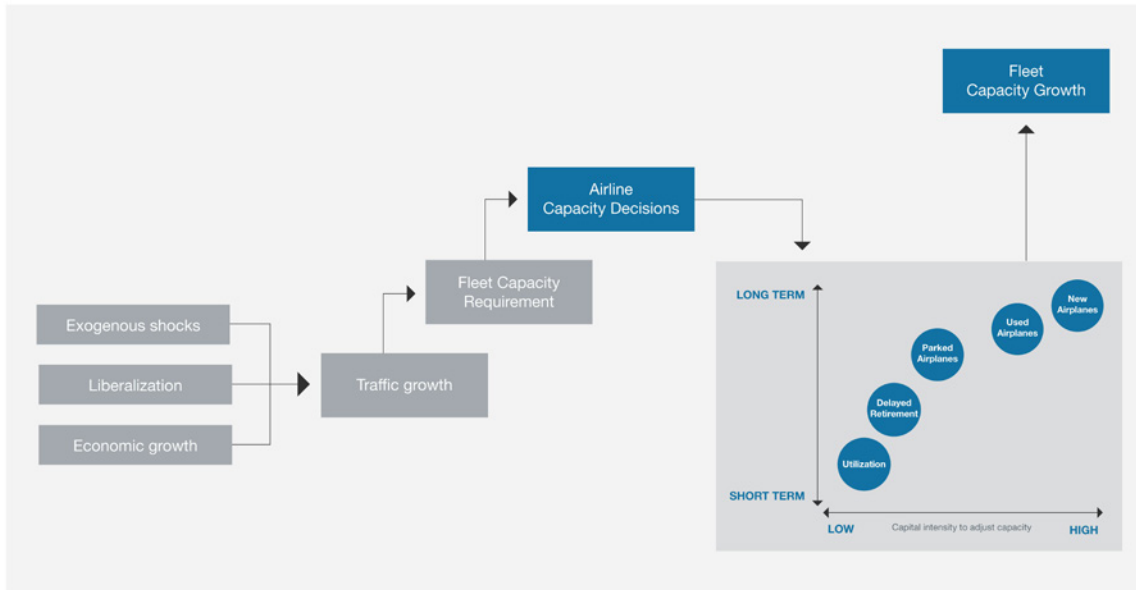 Fleet
Capacity Growth
Airline
Capacity Decisions
Fleet Capacity
Requirement
Exogenous shocks
Liberalization
Economic growth
Traffic growth
LONG TERM
New
Airplanes
Used
Airplanes
Parked
Airplanes
Delayed
Retirement
Utilization
SHORT TERM
LOW
Capital intensity to adjust capacity
HIGH